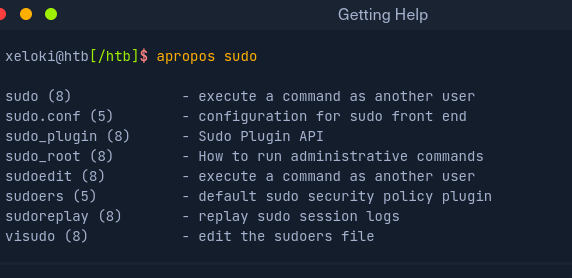 Getting Help
xeloki@htb[/htb]$ apropos sudo
sudo (8)             - execute a command as another user
sudo.conf (5)        - configuration for sudo front end
sudo_plugin (8)      - Sudo Plugin API
sudo_root (8)        - How to run administrative commands
sudoedit (8)         - execute a command as another user
sudoers (5)          - default sudo security policy plugin
sudoreplay (8)       - replay sudo session logs
visudo (8)           - edit the sudoers file